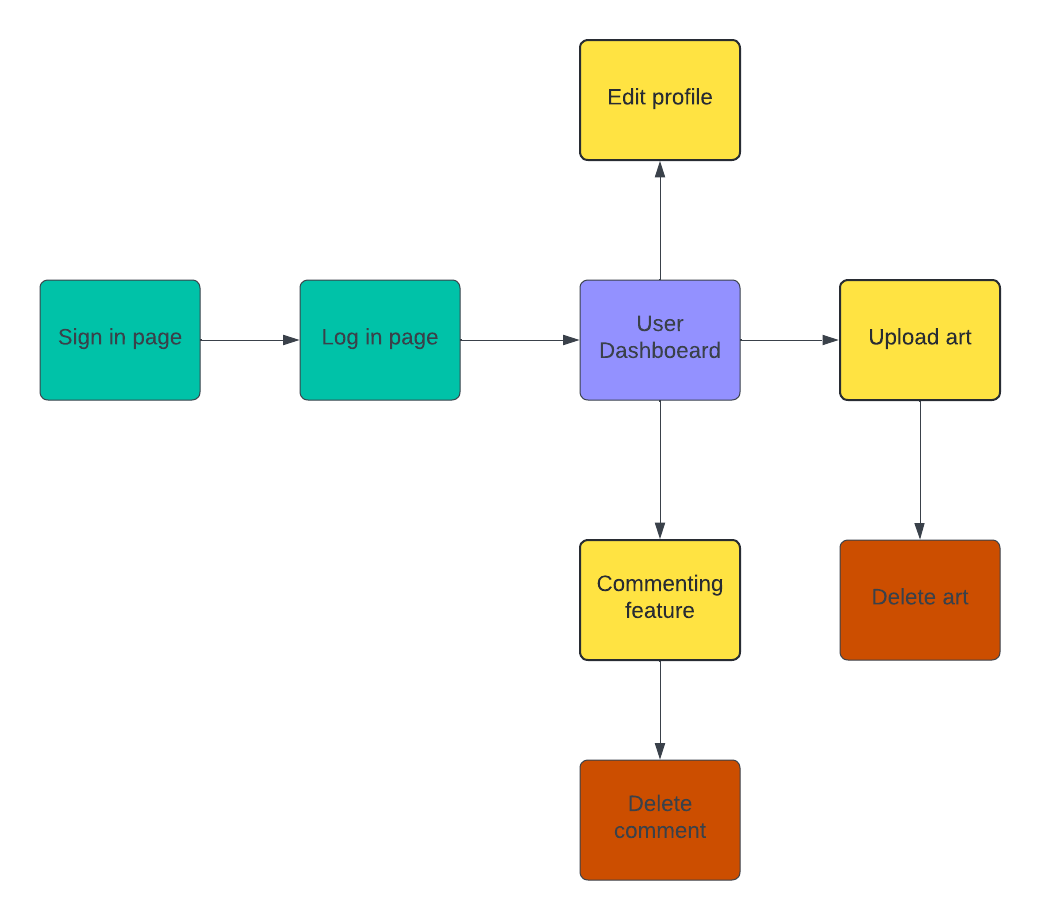 Edit profile
Sign in page
Log in page
User
Dashboeard
Upload art
Commenting
feature
Delete art
Delete
comment